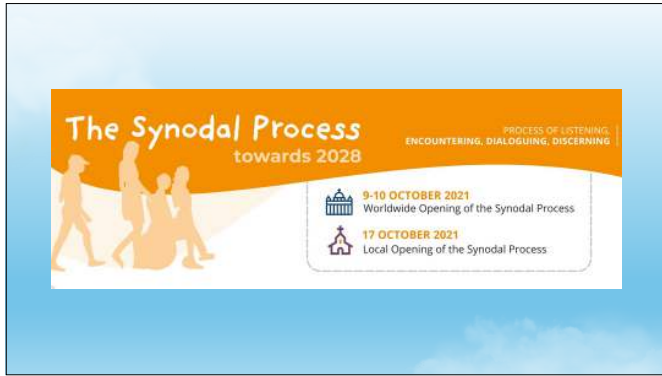 The Synodal Process
towards 2028
PROCESS OF LISTENING,
ENCOUNTERING, DIALOGUING, DISCERNING
9-10 OCTOBER 2021
Worldwide Opening of the Synodal Process
17 OCTOBER 2021
Local Opening of the Synodal Process